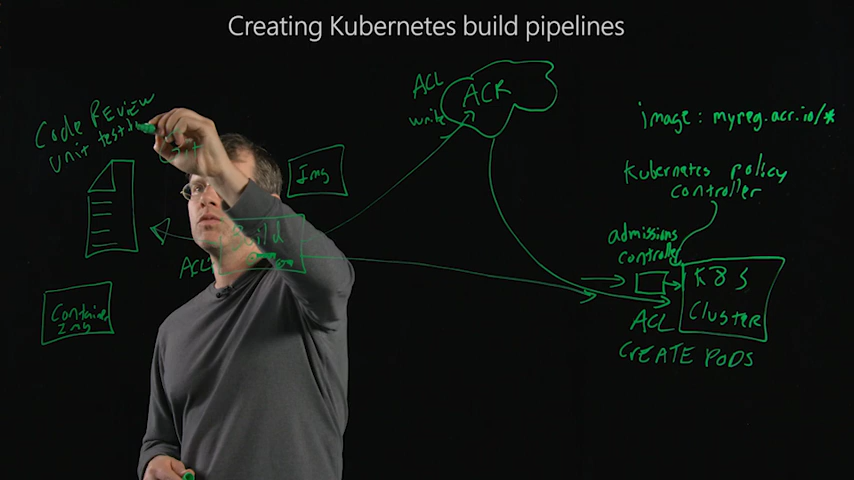 Creating Kubernetes build pipelines
Code Review
unit test
ACL
write
ACR
image: myreg.acr.io/*
Kubernetes policy
controller
Img
Build
ACL
admissions
controller
K8S
Cluster
ACL
CREATE PODS
Container
Img